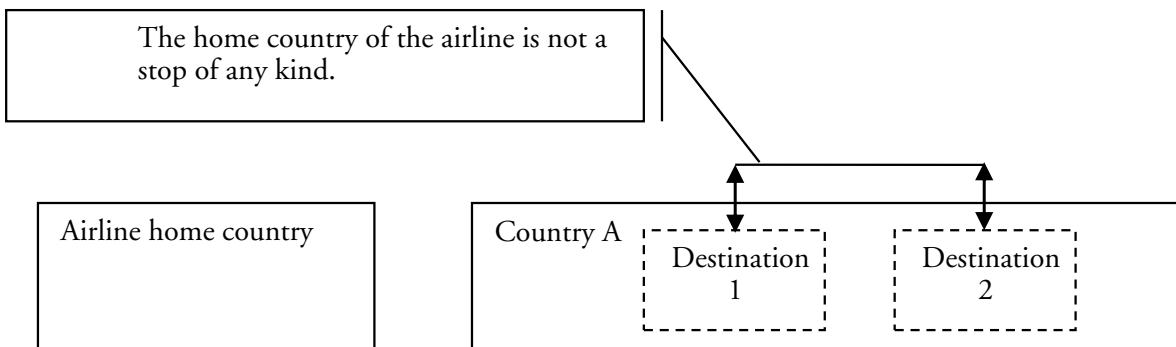 The home country of the airline is not a
stop of any kind.
Airline home country
Country A
Destination
1
Destination
2